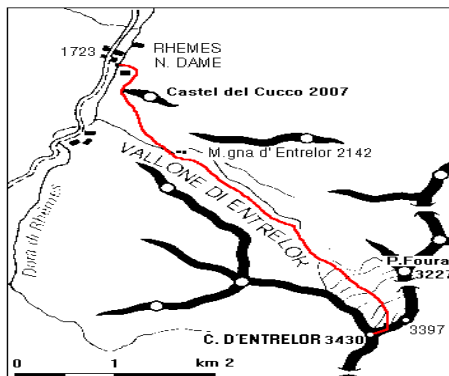 1723
RHEMES
N. DAME
Castel del Cucco 2007
M.gna d' Entrelor 2142
VALLONE DI ENTRELOR
Dora di Rhemes
P.Foura
3227
C. D'ENTRELOR 3430
3397
0 1 km 2